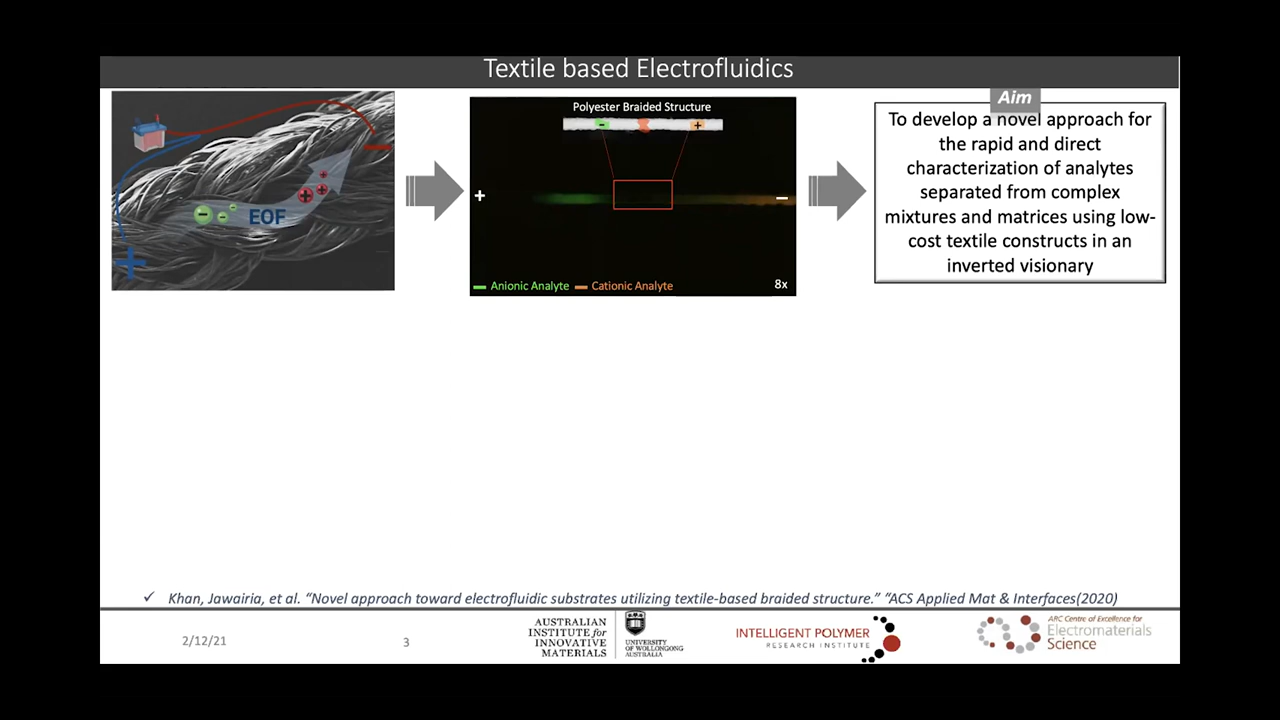 Textile based Electrofluidics
EOF
Polyester Braided Structure
- +
+ -
Anionic Analyte Cationic Analyte
8x
Aim
To develop a novel approach for
the rapid and direct
characterization of analytes
separated from complex
mixtures and matrices using low-
cost textile constructs in an
inverted visionary
✓ Khan, Jawairia, et al. “Novel approach toward electrofluidic substrates utilizing textile-based braided structure.” “ACS Applied Mat & Interfaces(2020)
2/12/21
3
AUSTRALIAN
INSTITUTE for
INNOVATIVE
MATERIALS
UNIVERSITY
OF WOLLONGONG
AUSTRALIA
INTELLIGENT POLYMER
RESEARCH INSTITUTE
ARC Centre of Excellence for
Electromaterials
Science